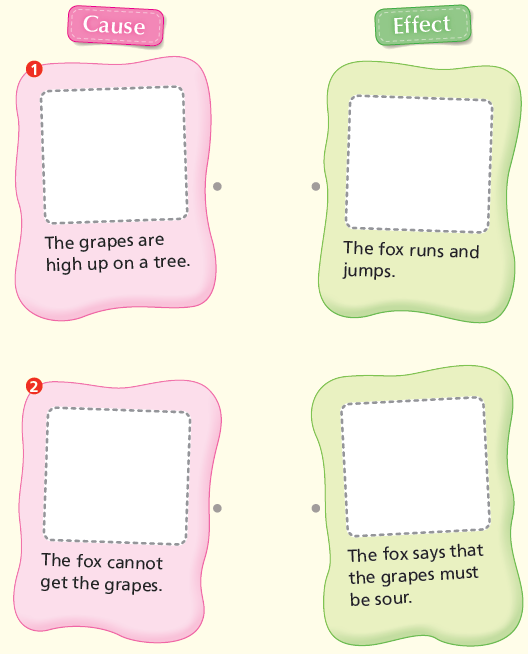 Cause
Effect
1
The grapes are
high up on a tree.
The fox runs and
jumps.
2
The fox cannot
get the grapes.
The fox says that
the grapes must
be sour.